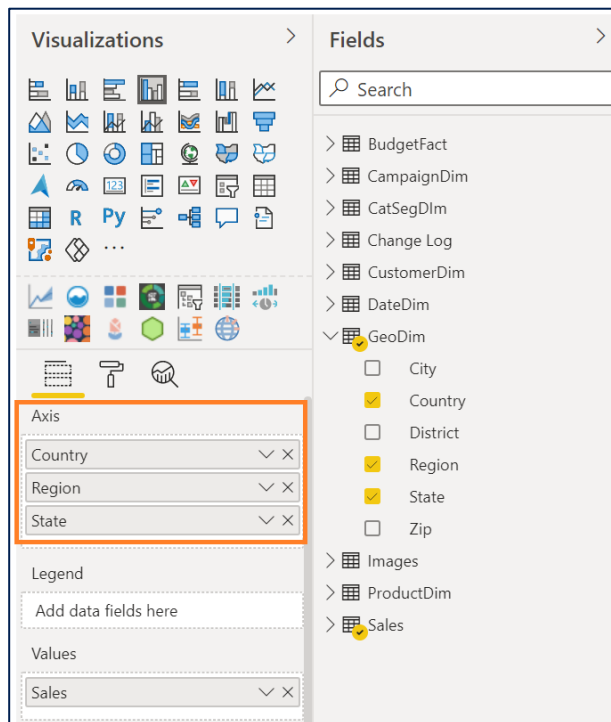 Visualizations
123
R
Py
Axis
Country
Region
State
Legend
Add data fields here
Values
Sales
Fields
Search
BudgetFact
CampaignDim
CatSegDIm
Change Log
CustomerDim
DateDim
GeoDim
City
Country
District
Region
State
Zip
Images
ProductDim
Sales